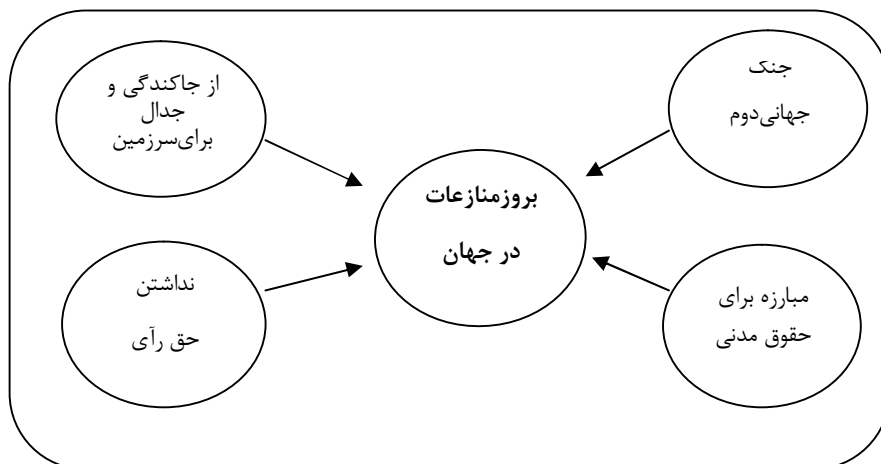 جنک
جهانی‌دوم
از جاکندگی و
جدال
برای‌سرزمین
بروزمنازعات
در جهان
نداشتن
حق رآی
مبارزه برای
حقوق مدنی